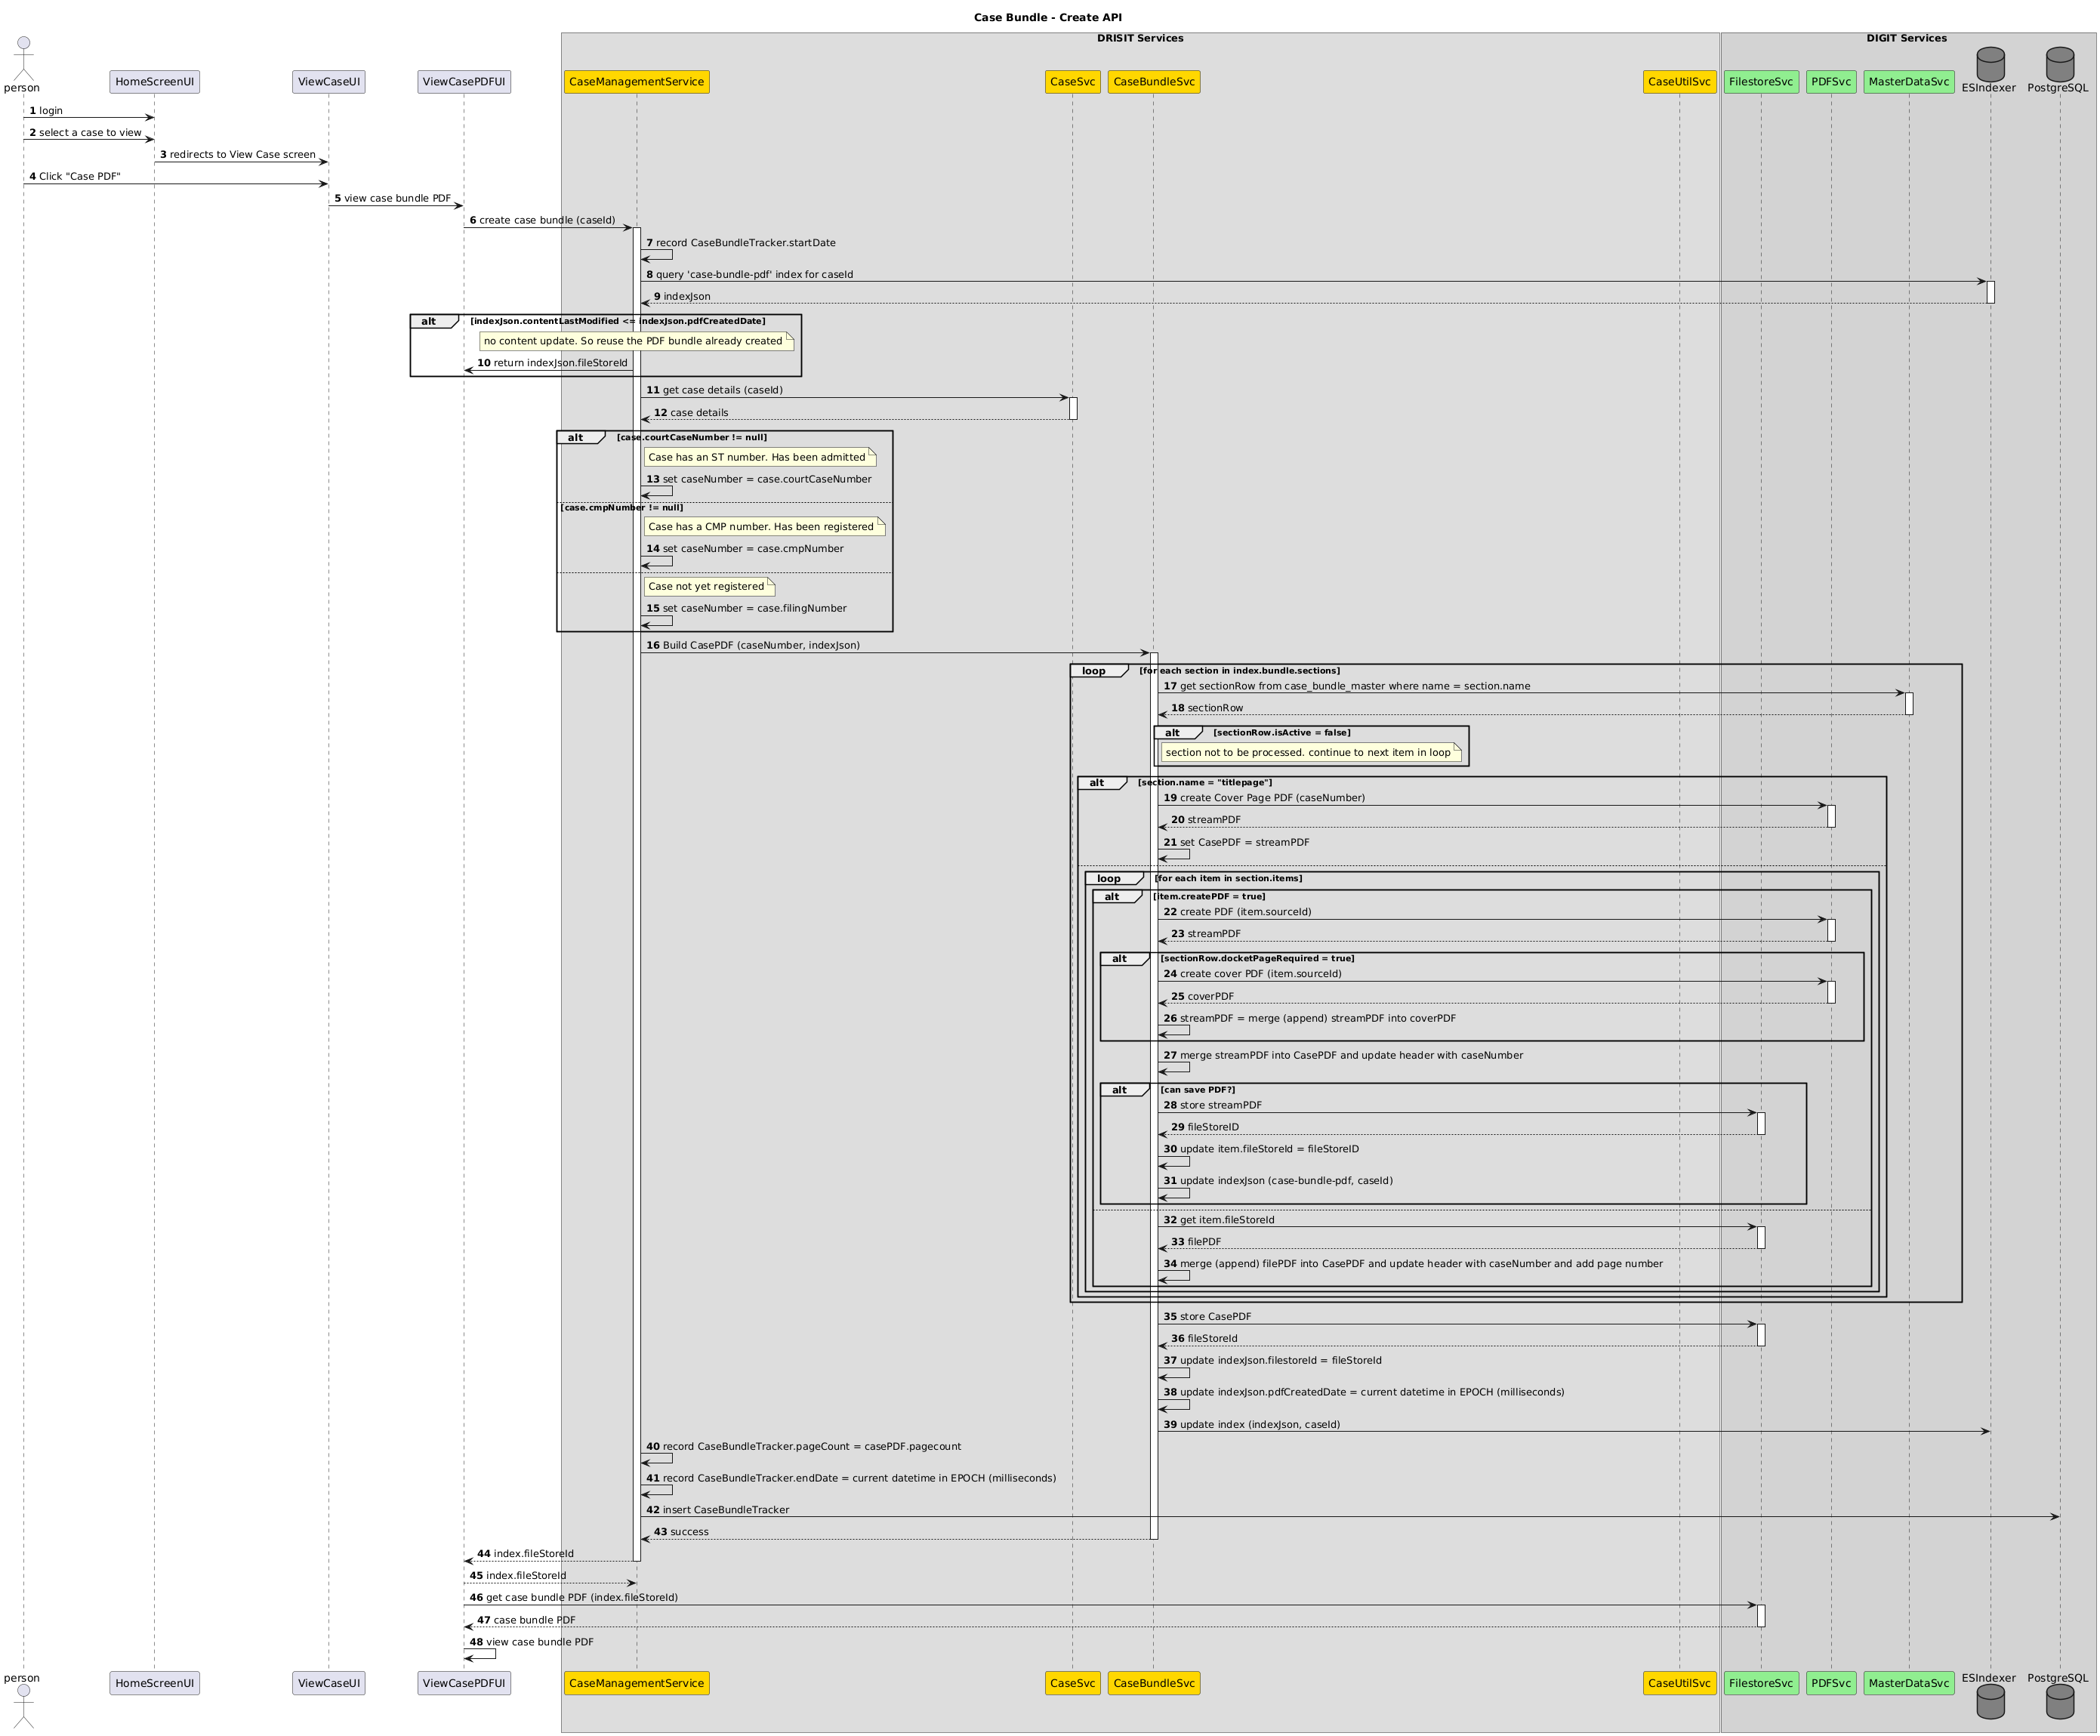 Case Bundle - Create API
DRISIT Services
DIGIT Services
person
HomeScreenUI
ViewCaseUI
ViewCasePDFUI
CaseManagementService
CaseSvc
CaseBundleSvc
CaseUtilSvc
FilestoreSvc
PDFSvc
MasterDataSvc
ESIndexer
PostgreSQL
1 login
2 select a case to view
3 redirects to View Case screen
4 Click "Case PDF"
5 view case bundle PDF
6 create case bundle (caseId)
7 record CaseBundleTracker.startDate
8 query 'case-bundle-pdf' index for caseId
9 indexJson
alt [indexJson.contentLastModified <= indexJson.pdfCreatedDate]
no content update. So reuse the PDF bundle already created
10 return indexJson.fileStoreId
11 get case details (caseId)
12 case details
alt [case.courtCaseNumber != null]
Case has an ST number. Has been admitted
13 set caseNumber = case.courtCaseNumber
[case.cmpNumber != null]
Case has a CMP number. Has been registered
14 set caseNumber = case.cmpNumber
Case not yet registered
15 set caseNumber = case.filingNumber
16 Build CasePDF (caseNumber, indexJson)
loop [for each section in index.bundle.sections]
17 get sectionRow from case_bundle_master where name = section.name
18 sectionRow
alt [sectionRow.isActive = false]
section not to be processed. continue to next item in loop
alt [section.name = "titlepage"]
19 create Cover Page PDF (caseNumber)
20 streamPDF
21 set CasePDF = streamPDF
loop [for each item in section.items]
alt [item.createPDF = true]
22 create PDF (item.sourceId)
23 streamPDF
alt [sectionRow.docketPageRequired = true]
24 create cover PDF (item.sourceId)
25 coverPDF
26 streamPDF = merge (append) streamPDF into coverPDF
27 merge streamPDF into CasePDF and update header with caseNumber
alt [can save PDF?]
28 store streamPDF
29 fileStoreID
30 update item.fileStoreId = fileStoreID
31 update indexJson (case-bundle-pdf, caseId)
32 get item.fileStoreId
33 filePDF
34 merge (append) filePDF into CasePDF and update header with caseNumber and add page number
35 store CasePDF
36 fileStoreId
37 update indexJson.filestoreId = fileStoreId
38 update indexJson.pdfCreatedDate = current datetime in EPOCH (milliseconds)
39 update index (indexJson, caseId)
40 record CaseBundleTracker.pageCount = casePDF.pagecount
41 record CaseBundleTracker.endDate = current datetime in EPOCH (milliseconds)
42 insert CaseBundleTracker
43 success
44 index.fileStoreId
45 index.fileStoreId
46 get case bundle PDF (index.fileStoreId)
47 case bundle PDF
48 view case bundle PDF
person
HomeScreenUI
ViewCaseUI
ViewCasePDFUI
CaseManagementService
CaseSvc
CaseBundleSvc
CaseUtilSvc
FilestoreSvc
PDFSvc
MasterDataSvc
ESIndexer
PostgreSQL